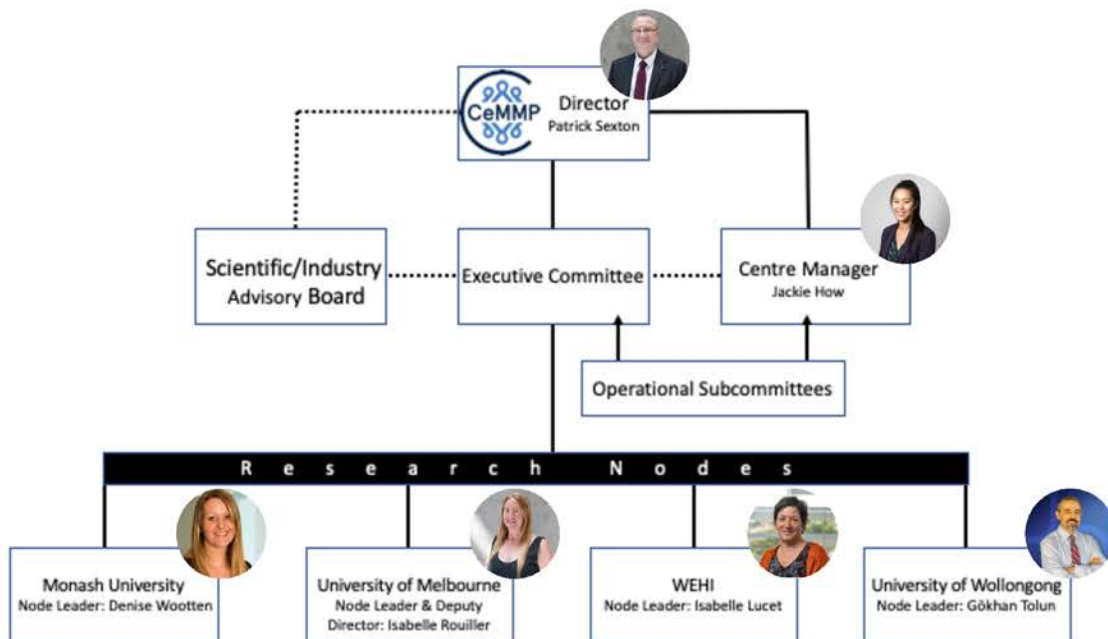 CeMMP
Director
Patrick Sexton
Scientific/Industry
Advisory Board
Executive Committee
Centre Manager
Jackie How
Operational Subcommittees
Research Nodes
Monash University
Node Leader: Denise Wootten
University of Melbourne
Node Leader & Deputy
Director: Isabelle Rouiller
WEHI
Node Leader: Isabelle Lucet
University of Wollongong
Node Leader: Gökhan Tolun